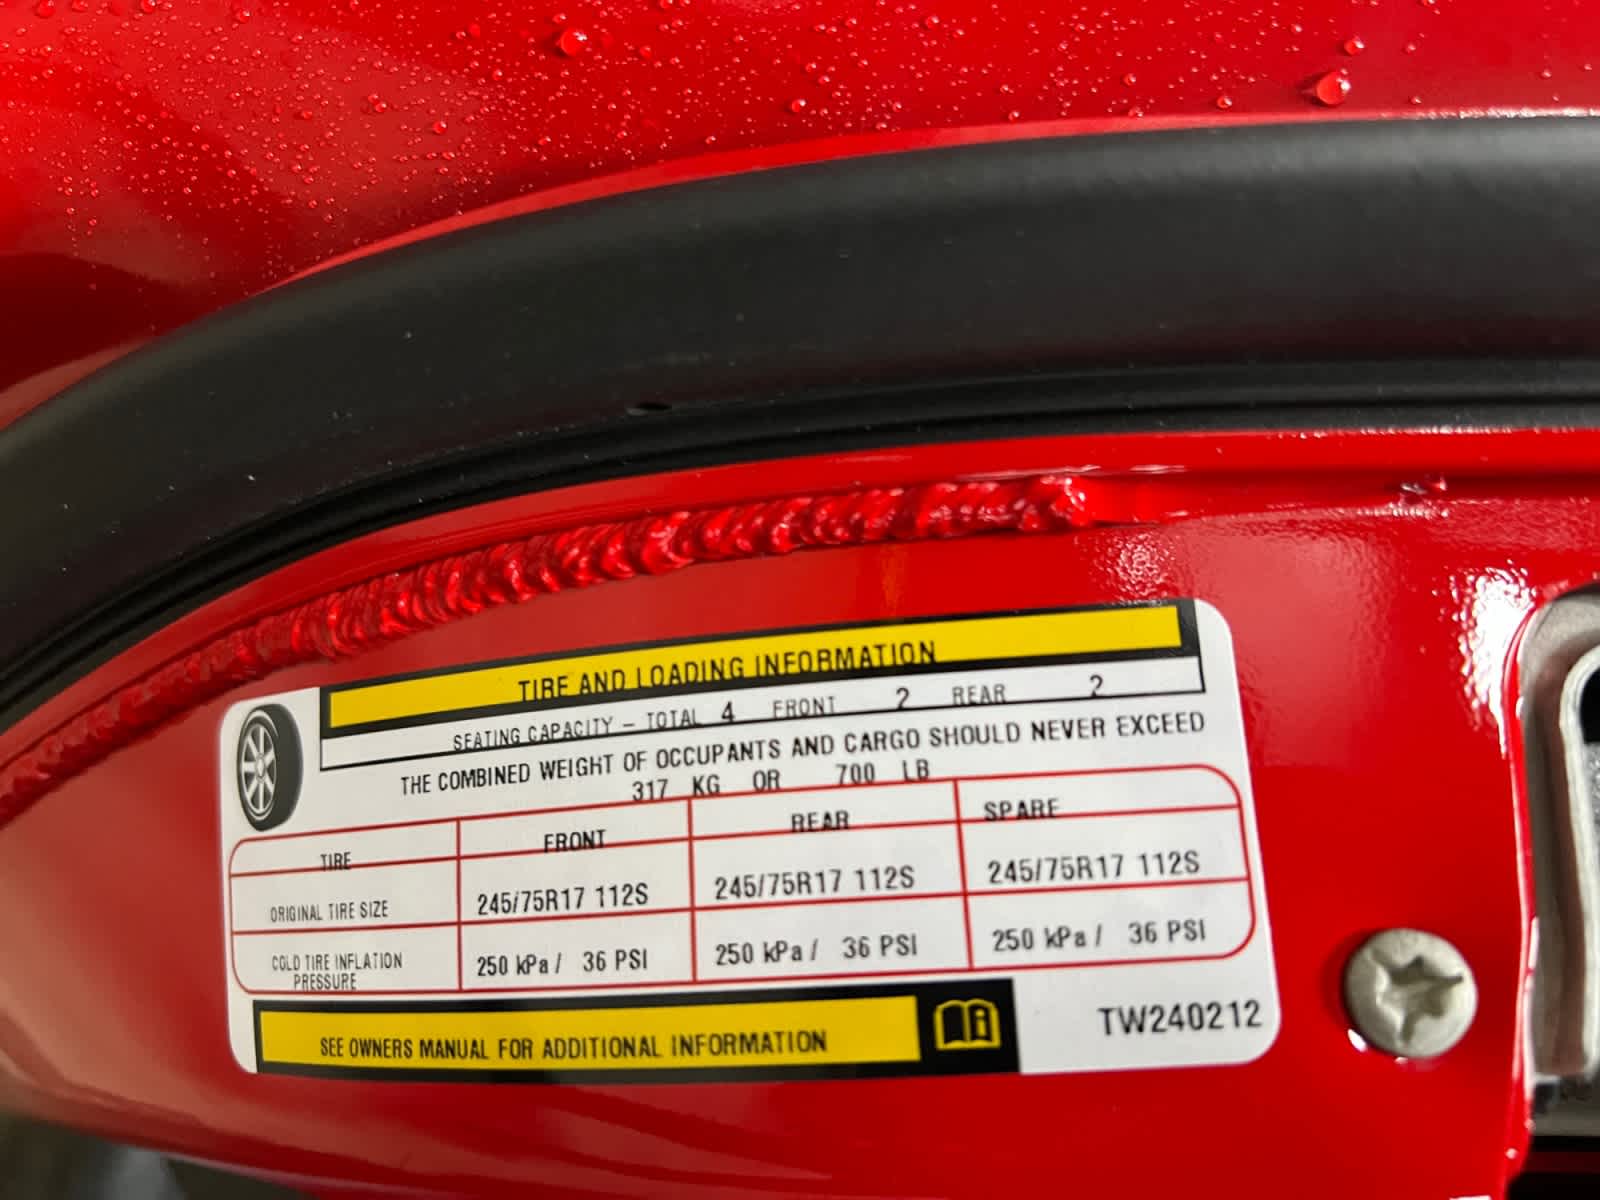 TIRE AND LOADING INFORMATION
SEATING CAPACITY – TOTAL 4 FRONT 2 REAR 2
THE COMBINED WEIGHT OF OCCUPANTS AND CARGO SHOULD NEVER EXCEED
317 KG OR 700 LB
TIRE FRONT REAR SPARE
ORIGINAL TIRE SIZE 245/75R17 112S 245/75R17 112S 245/75R17 112S
COLD TIRE INFLATION PRESSURE 250 kPa / 36 PSI 250 kPa / 36 PSI 250 kPa / 36 PSI
SEE OWNERS MANUAL FOR ADDITIONAL INFORMATION
TW240212